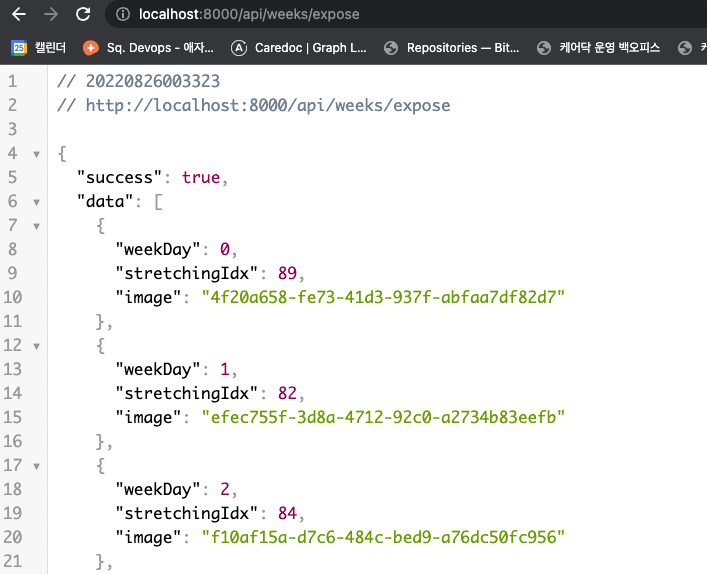 localhost:8000/api/weeks/expose
25 캘린더 Sq. Devops - 애자... Caredoc | Graph L... Repositories — Bit... 케어닥 운영 백오피스 케
1 // 20220826003323
2 // http://localhost:8000/api/weeks/expose
3
4 {
5 "success": true,
6 "data": [
7 {
8 "weekDay": 0,
9 "stretchingIdx": 89,
10 "image": "4f20a658-fe73-41d3-937f-abfaa7df82d7"
11 },
12 {
13 "weekDay": 1,
14 "stretchingIdx": 82,
15 "image": "efec755f-3d8a-4712-92c0-a2734b83eefb"
16 },
17 {
18 "weekDay": 2,
19 "stretchingIdx": 84,
20 "image": "f10af15a-d7c6-484c-bed9-a76dc50fc956"
21 },